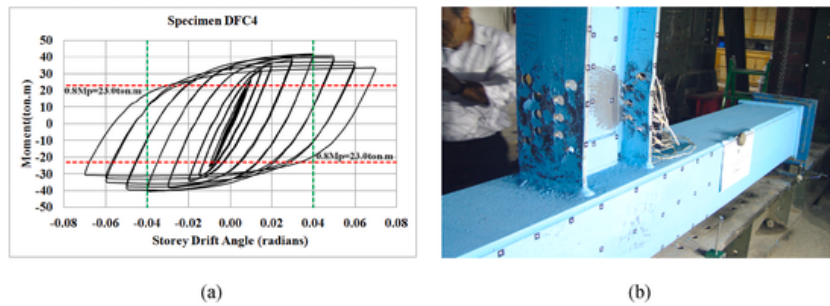 Specimen DFC4
Moment(ton.m)
50
40
30
20
10
0
-10
-20
-30
-40
-50
0.8Mp=23.0ton.m
0.8Mp=23.0ton.m
-0.08 -0.06 -0.04 -0.02 0.00 0.02 0.04 0.06 0.08
Storey Drift Angle (radians)
(a)
(b)